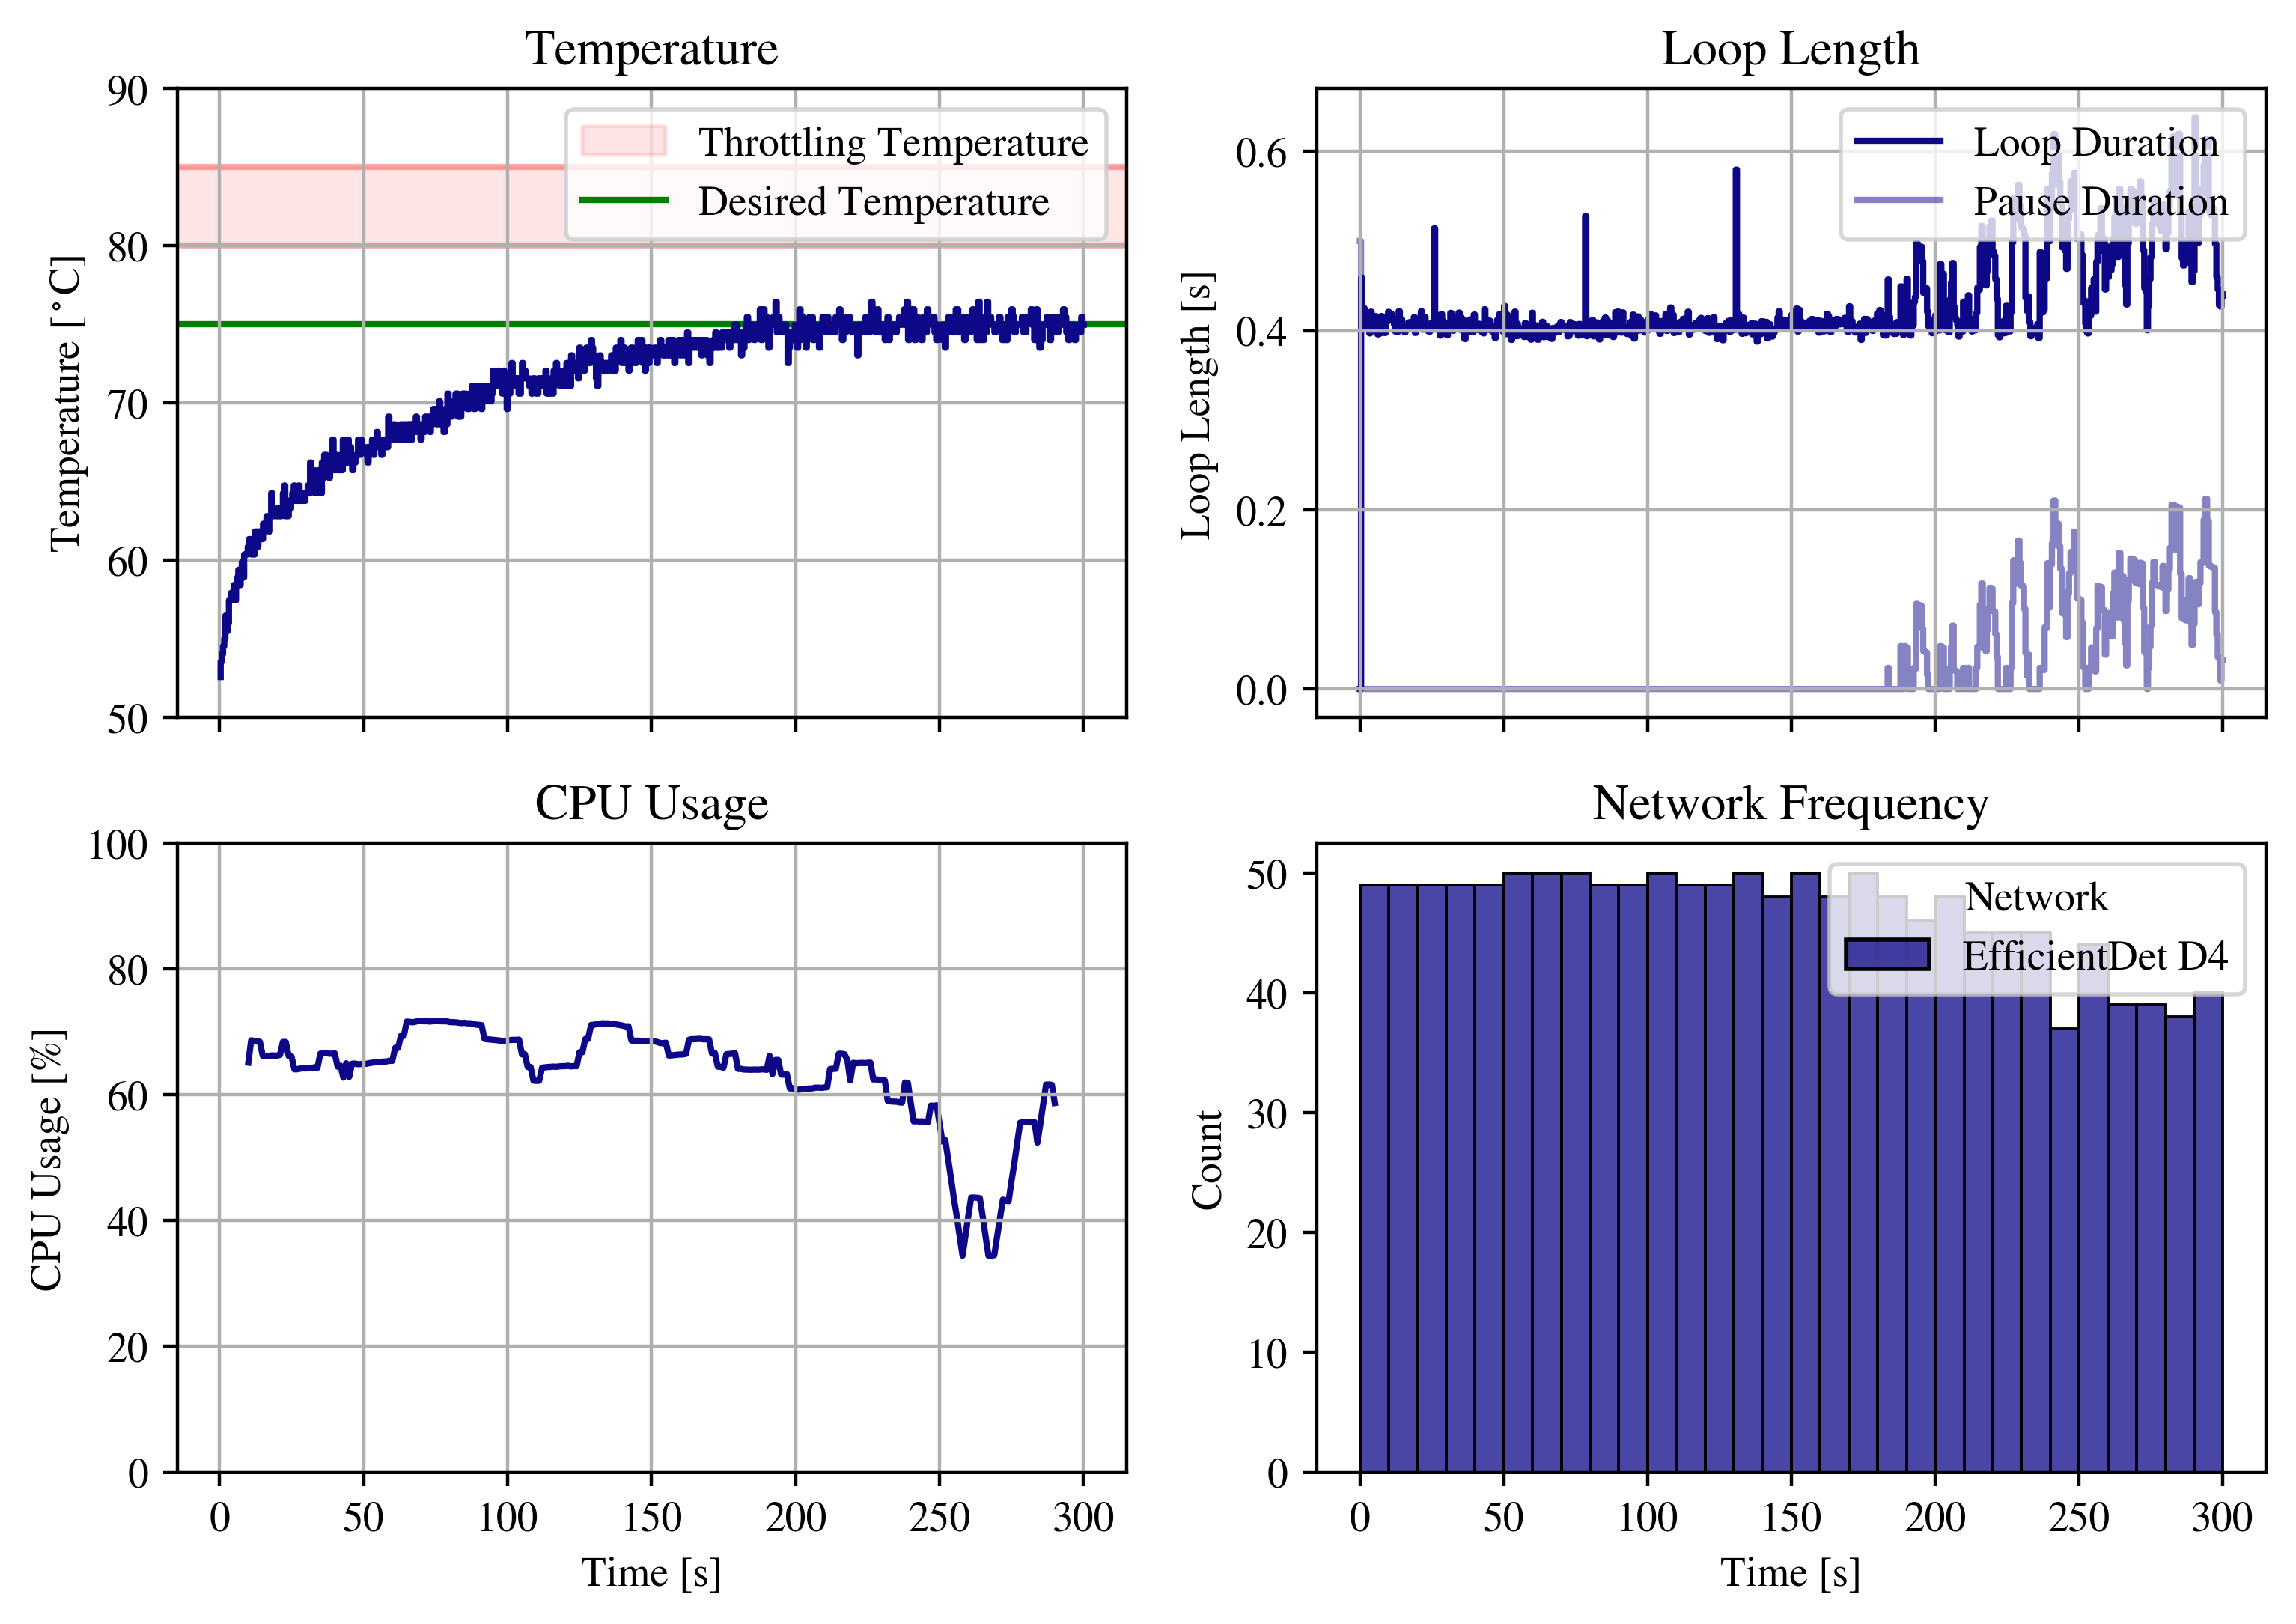 Temperature
90
80
70
60
50
Temperature [°C]
Throttling Temperature
Desired Temperature
Loop Length
0.6
0.4
0.2
0.0
Loop Length [s]
Loop Duration
Pause Duration
CPU Usage
100
80
60
40
20
0
CPU Usage [%]
0 50 100 150 200 250 300
Time [s]
Network Frequency
50
40
30
20
10
0
Count
Network
EfficientDet D4
0 50 100 150 200 250 300
Time [s]